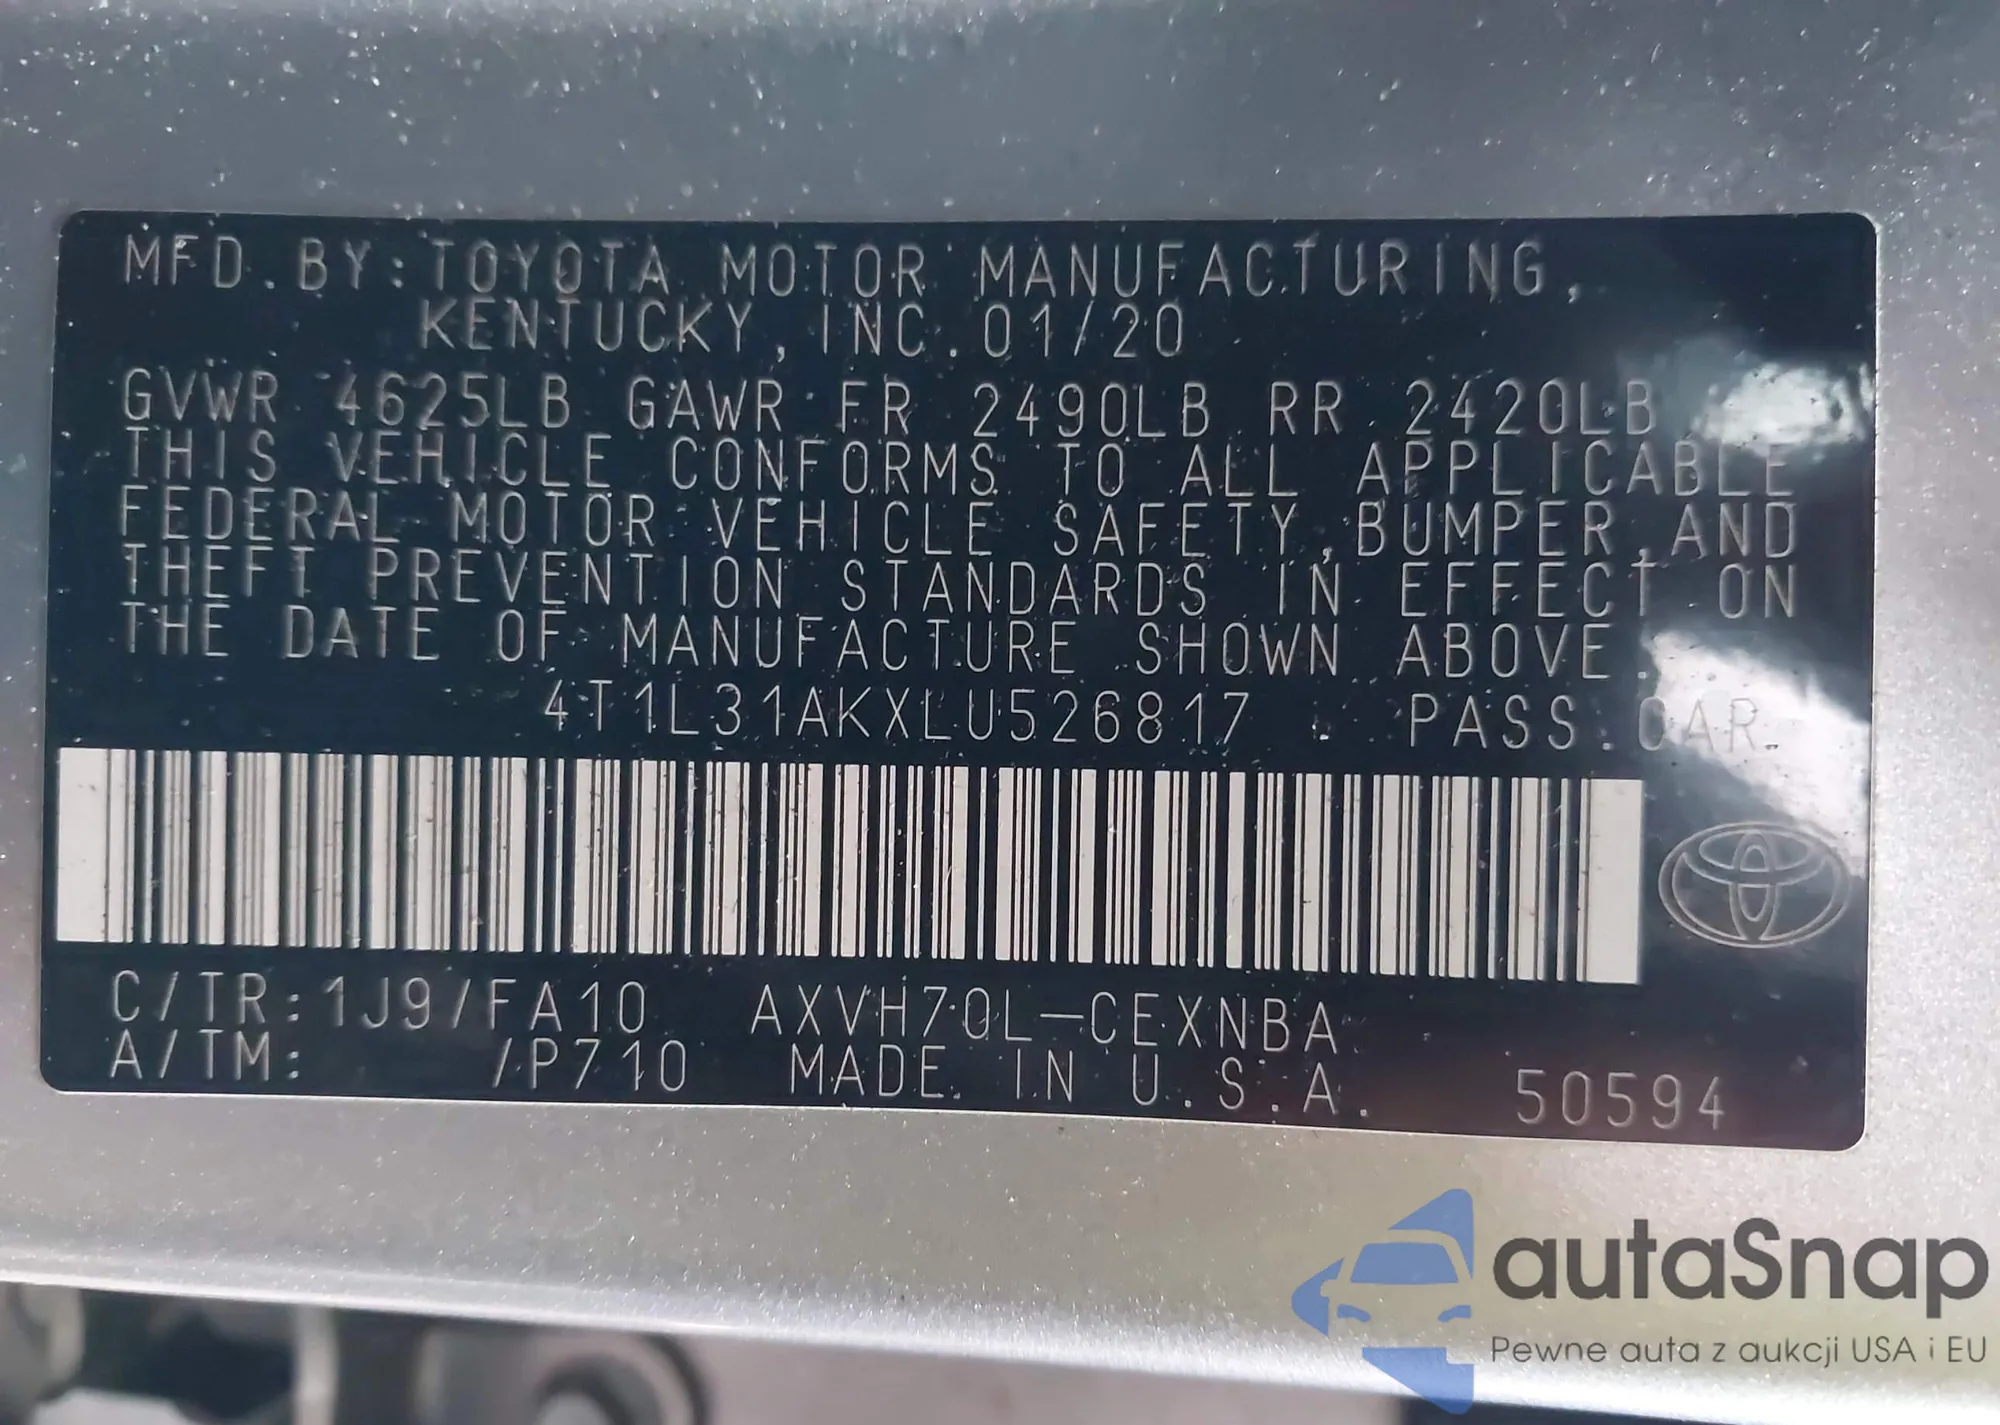 MFD.BY:TOYOTA MOTOR MANUFACTURING,
KENTUCKY, INC. 01/20
GVWR 4625LB GAWR FR 2490LB RR 2420LB
THIS VEHICLE CONFORMS TO ALL APPLICABLE
FEDERAL MOTOR VEHICLE SAFETY,BUMPER,AND
THEFT PREVENTION STANDARDS IN EFFECT ON
THE DATE OF MANUFACTURE SHOWN ABOVE.
4T1L31AKXLU526817 PASS.CAR
C/TR:1J9/FA10 AXVH70L-CEXNBA
A/TM: /P710 MADE IN U.S.A. 50594
autaSnap
Pewne auta z aukcji USA i EU